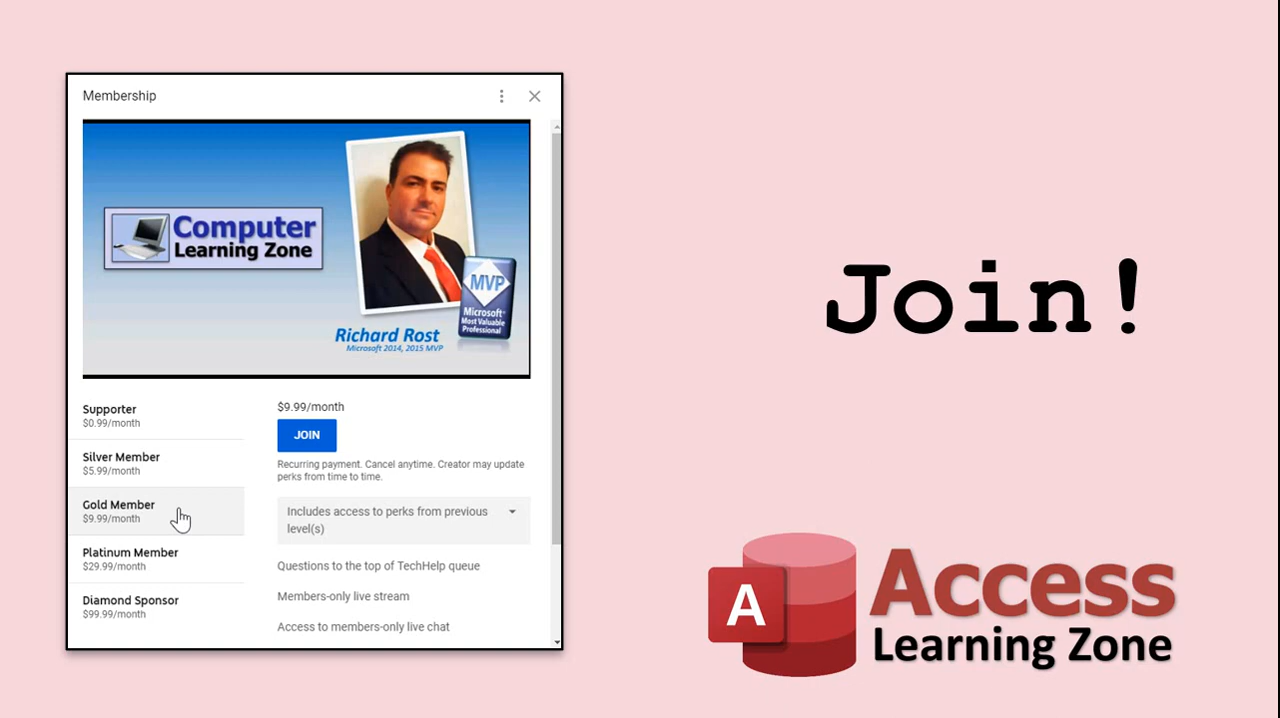 Membership
Computer
Learning Zone
MVP
Microsoft®
Most Valuable
Professional
Richard Rost
Microsoft 2014, 2015 MVP
Supporter
$0.99/month
Silver Member
$5.99/month
Gold Member
$9.99/month
Platinum Member
$29.99/month
Diamond Sponsor
$99.99/month
$9.99/month
JOIN
Recurring payment. Cancel anytime. Creator may update
perks from time to time.
Includes access to perks from previous
level(s)
Questions to the top of TechHelp queue
Members-only live stream
Access to members-only live chat
Join!
A
Access
Learning Zone